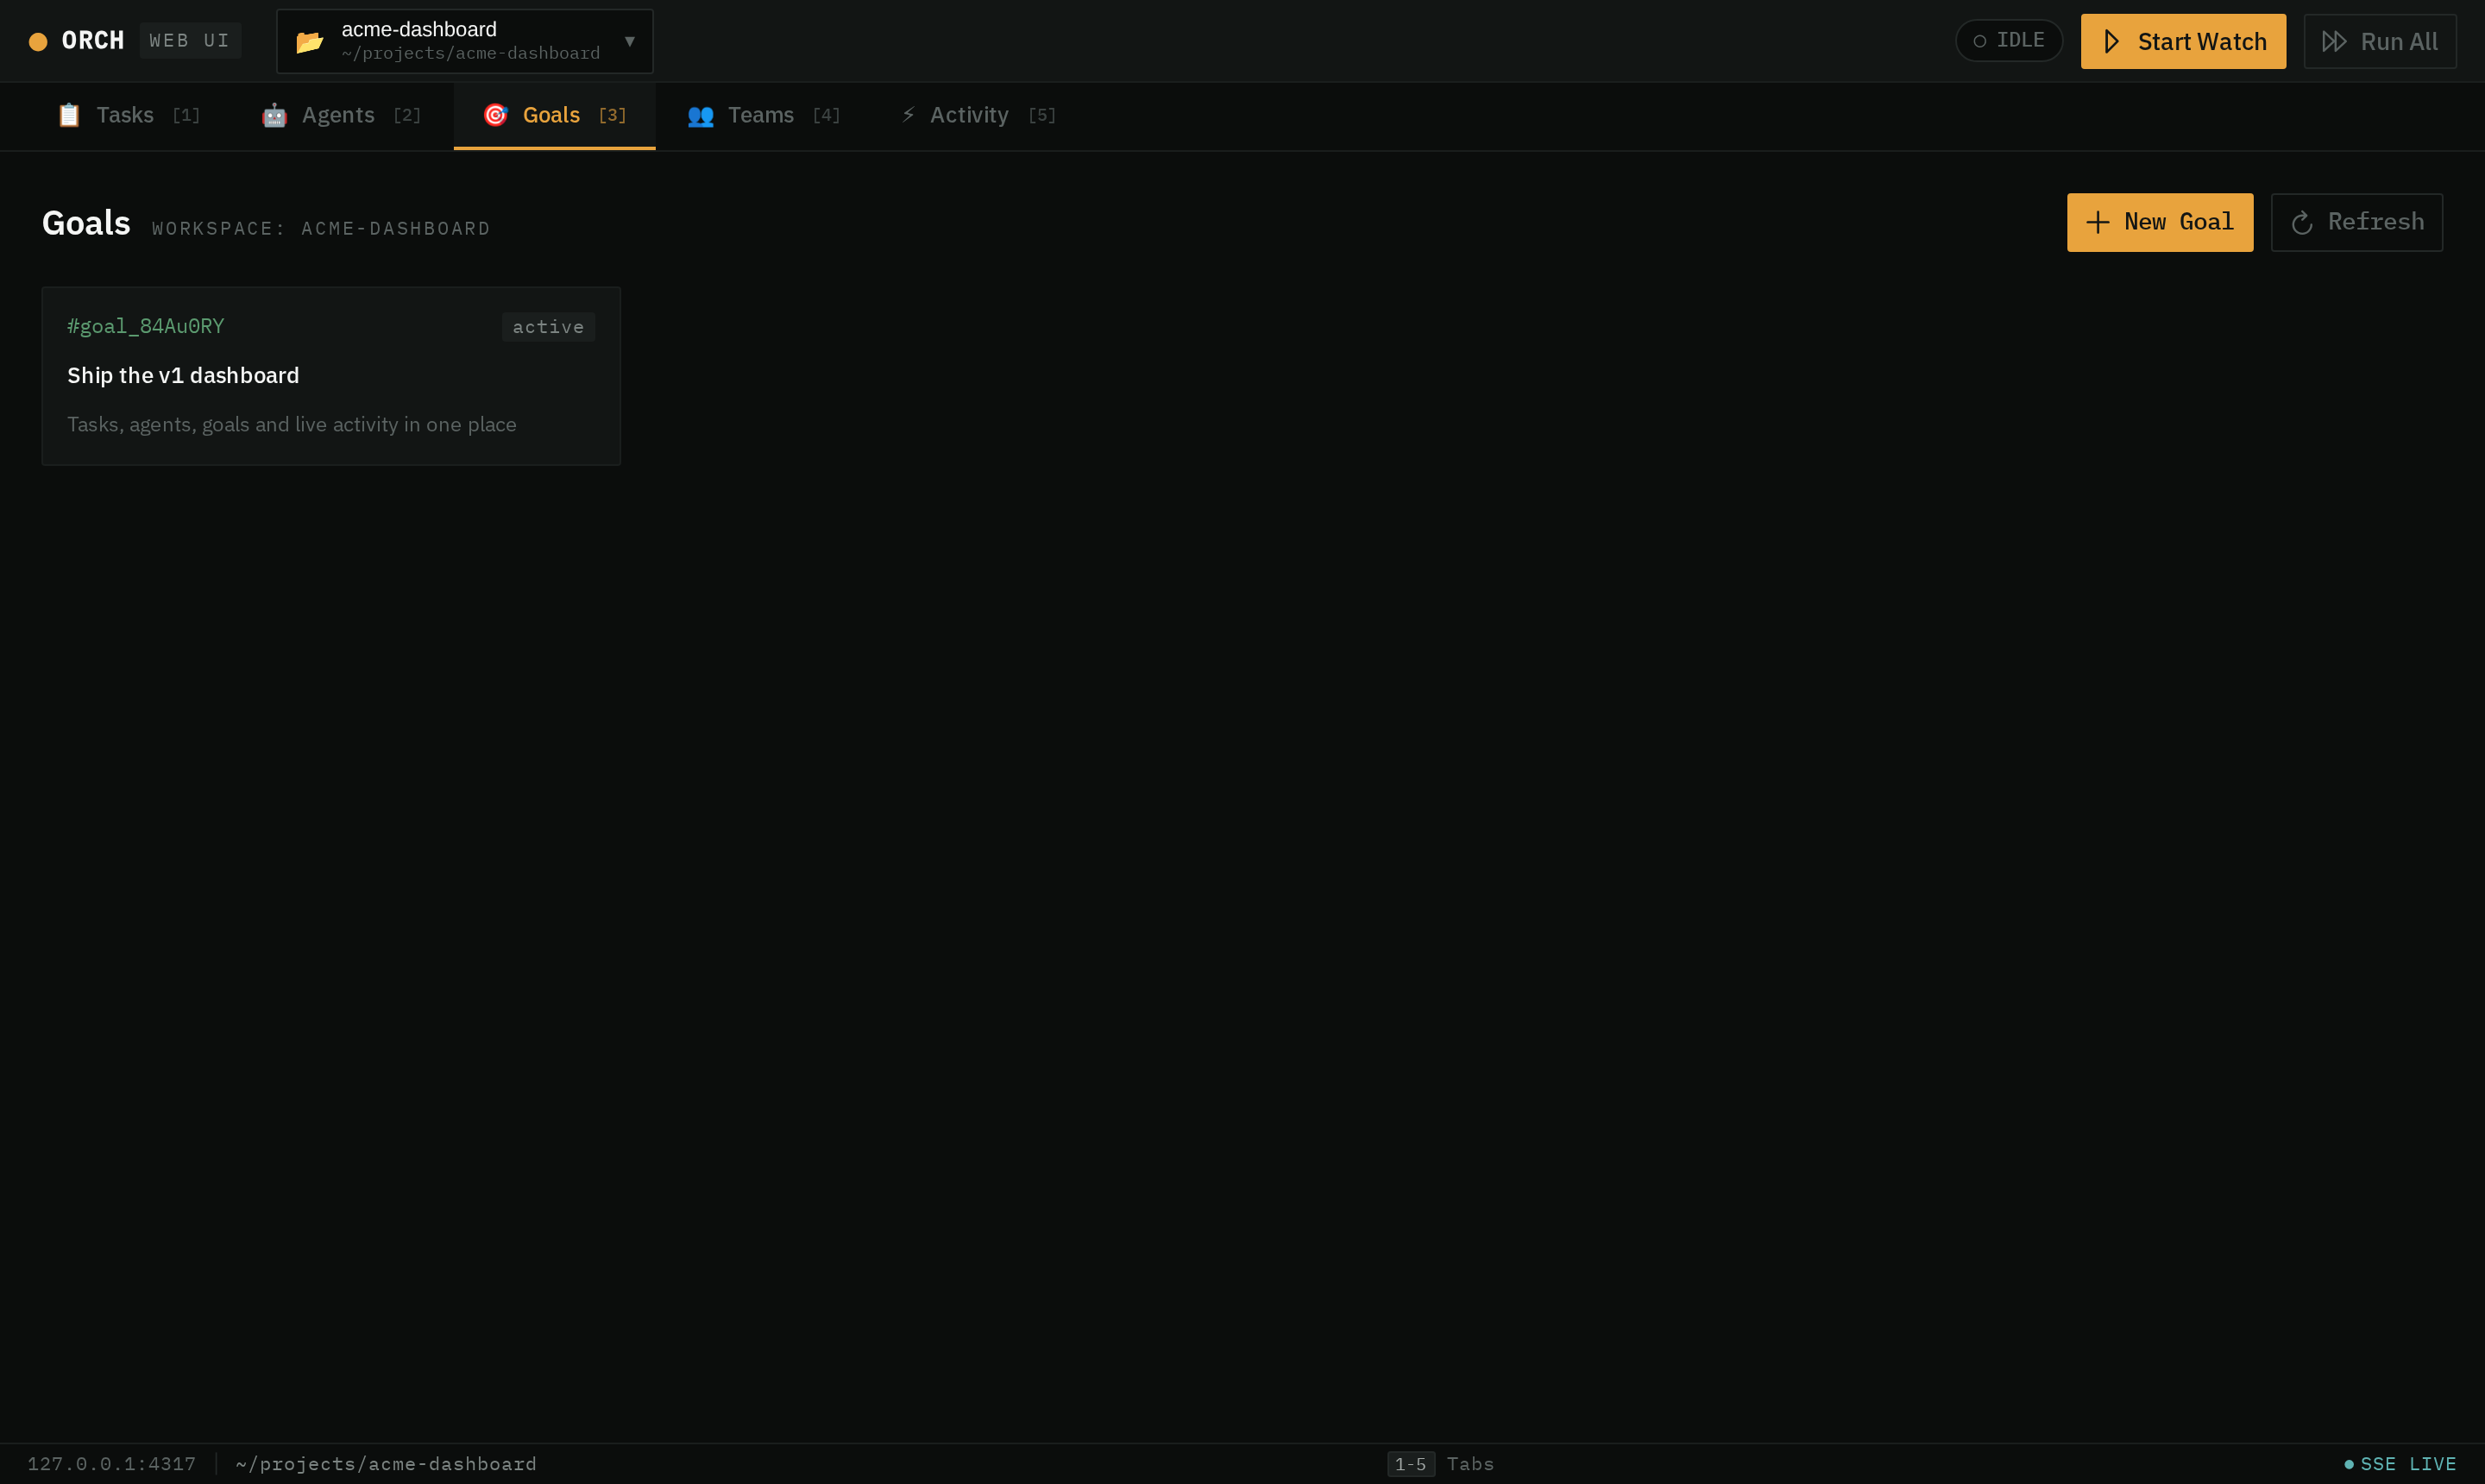 ORCH WEB UI
acme-dashboard
~/projects/acme-dashboard
IDLE
Start Watch
Run All
Tasks [1]
Agents [2]
Goals [3]
Teams [4]
Activity [5]
Goals WORKSPACE: ACME-DASHBOARD
New Goal
Refresh
#goal_84Au0RY
active
Ship the v1 dashboard
Tasks, agents, goals and live activity in one place
127.0.0.1:4317
~/projects/acme-dashboard
1-5 Tabs
SSE LIVE